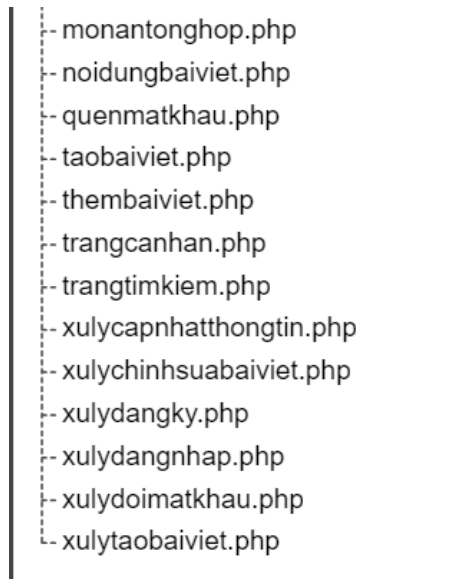 monantonghop.php
noidungbaiviet.php
quenmatkhau.php
taobaiviet.php
thembaiviet.php
trangcanhan.php
trangtimkiem.php
xulycapnhatthongtin.php
xulychinhsuabaiviet.php
xulydangky.php
xulydangnhap.php
xulydoimatkhau.php
xulytaobaiviet.php